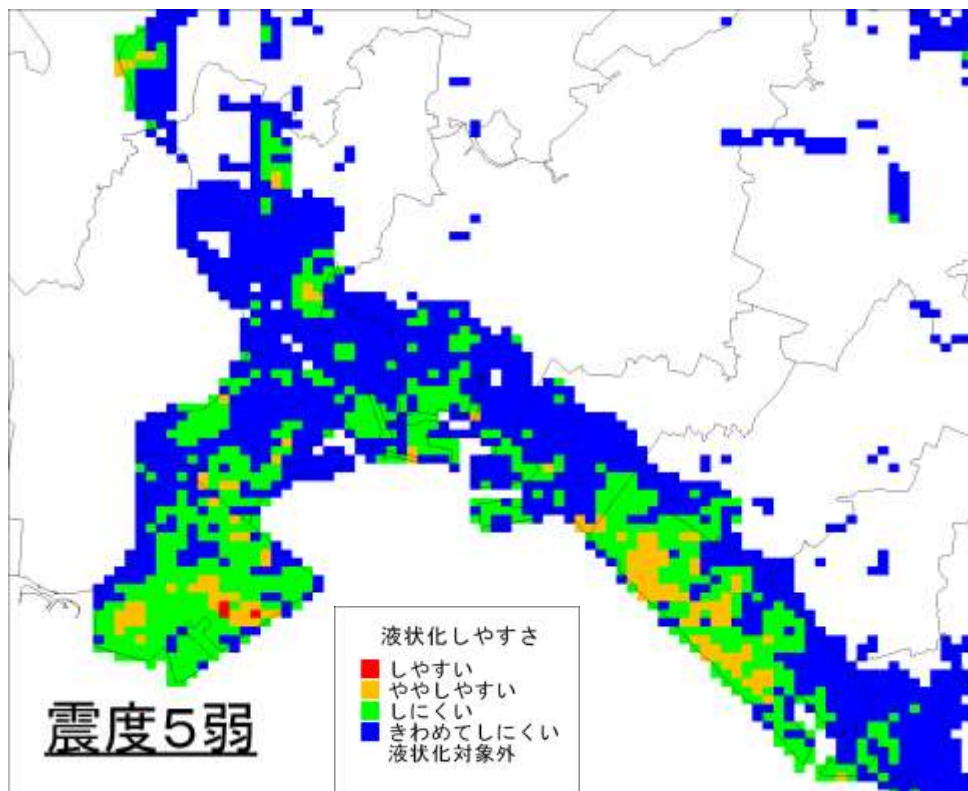 液状化しやすさ
しやすい
ややしやすい
しにくい
きわめてしにくい
液状化対象外
震度5弱